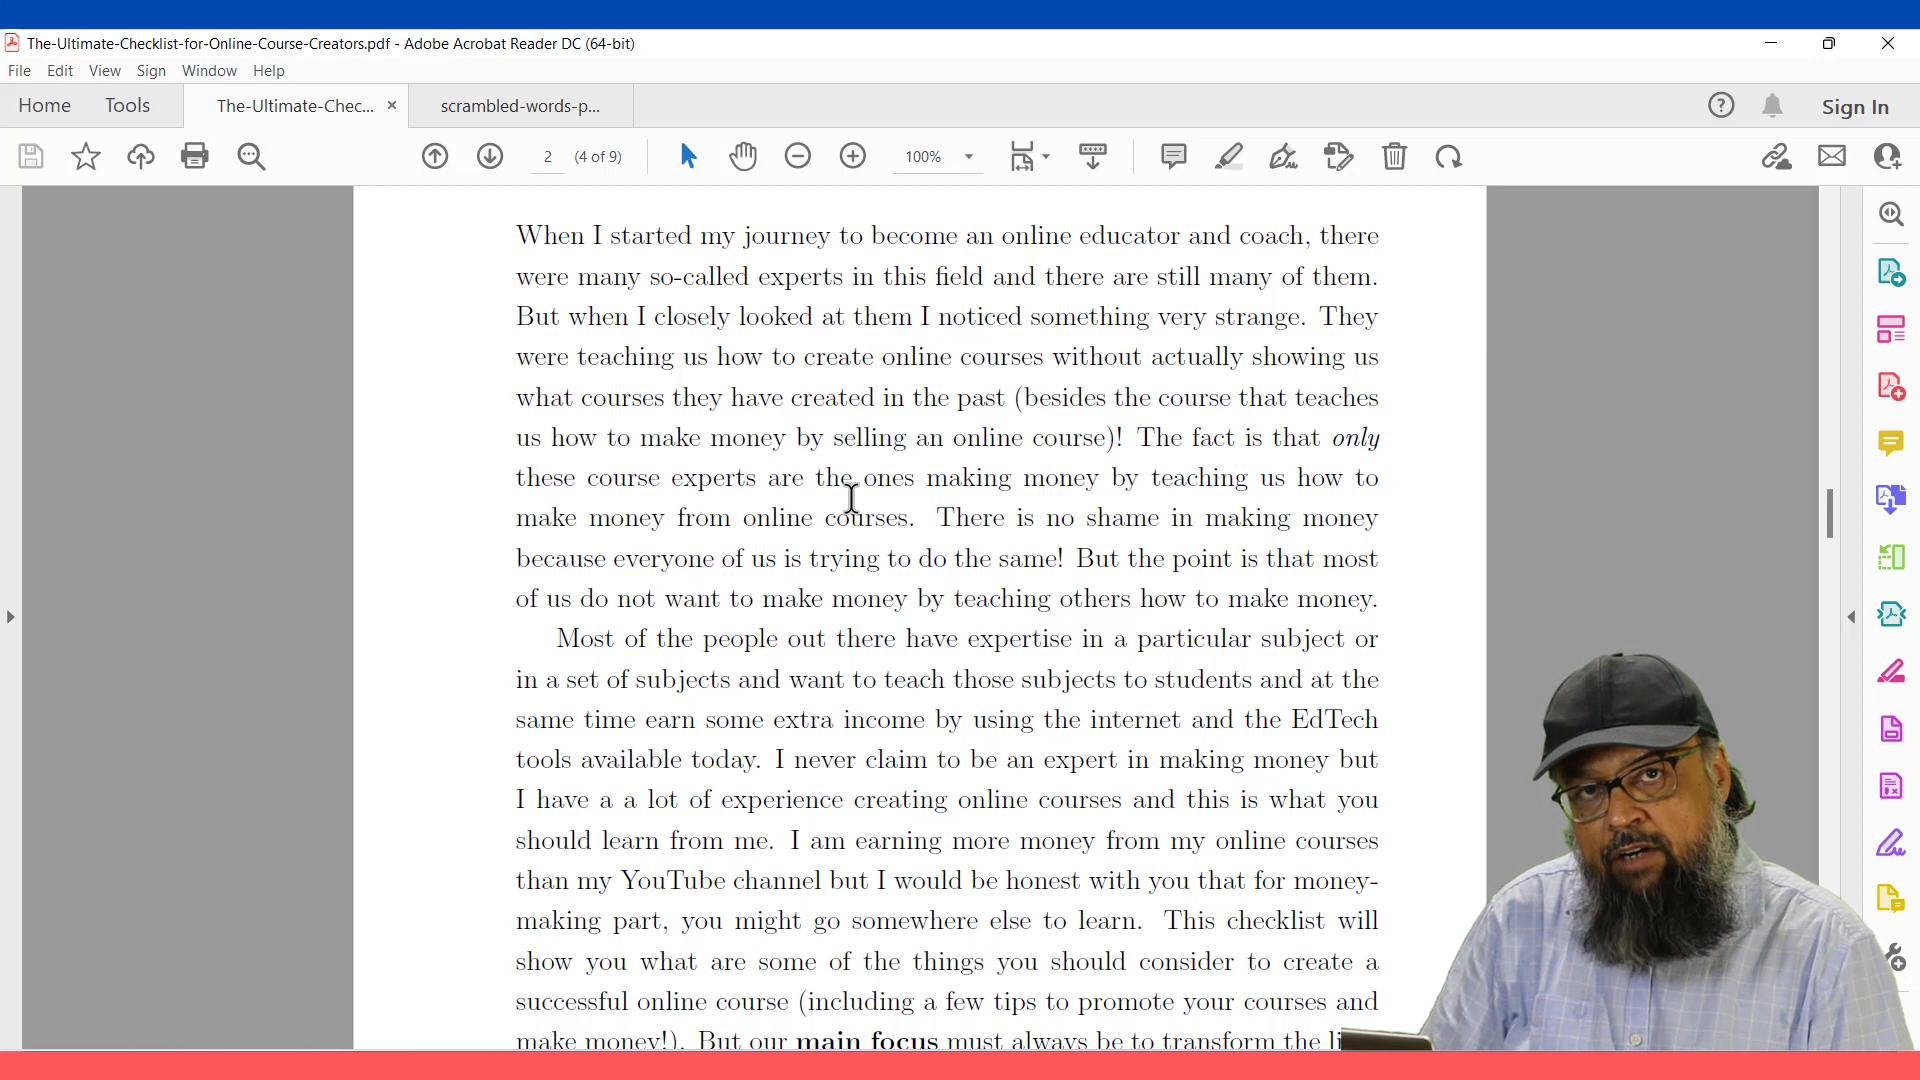 The-Ultimate-Checklist-for-Online-Course-Creators.pdf - Adobe Acrobat Reader DC (64-bit)
File Edit View Sign Window Help
Home Tools The-Ultimate-Chec... × scrambled-words-p... Sign In
2 (4 of 9) 100%
When I started my journey to become an online educator and coach, there
were many so-called experts in this field and there are still many of them.
But when I closely looked at them I noticed something very strange. They
were teaching us how to create online courses without actually showing us
what courses they have created in the past (besides the course that teaches
us how to make money by selling an online course)! The fact is that only
these course experts are the ones making money by teaching us how to
make money from online courses. There is no shame in making money
because everyone of us is trying to do the same! But the point is that most
of us do not want to make money by teaching others how to make money.
Most of the people out there have expertise in a particular subject or
in a set of subjects and want to teach those subjects to students and at the
same time earn some extra income by using the internet and the EdTech
tools available today. I never claim to be an expert in making money but
I have a a lot of experience creating online courses and this is what you
should learn from me. I am earning more money from my online courses
than my YouTube channel but I would be honest with you that for money-
making part, you might go somewhere else to learn. This checklist will
show you what are some of the things you should consider to create a
successful online course (including a few tips to promote your courses and
make money!). But our main focus must always be to transform the